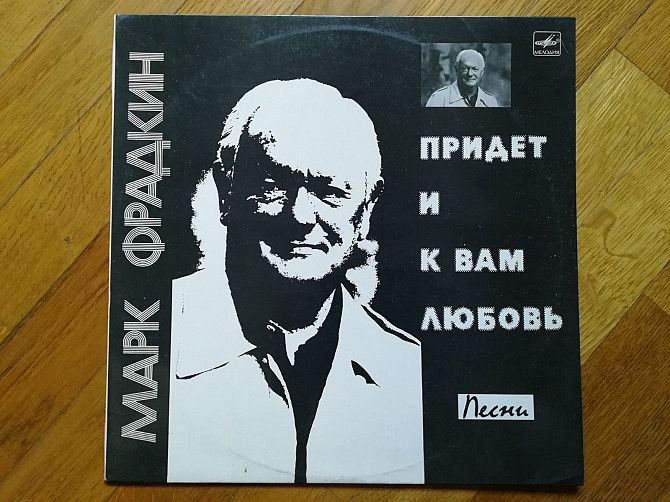 МАРК ФРАДКИН
МЕЛОДИЯ
ПРИДЕТ
И
К ВАМ
ЛЮБОВЬ
Песни